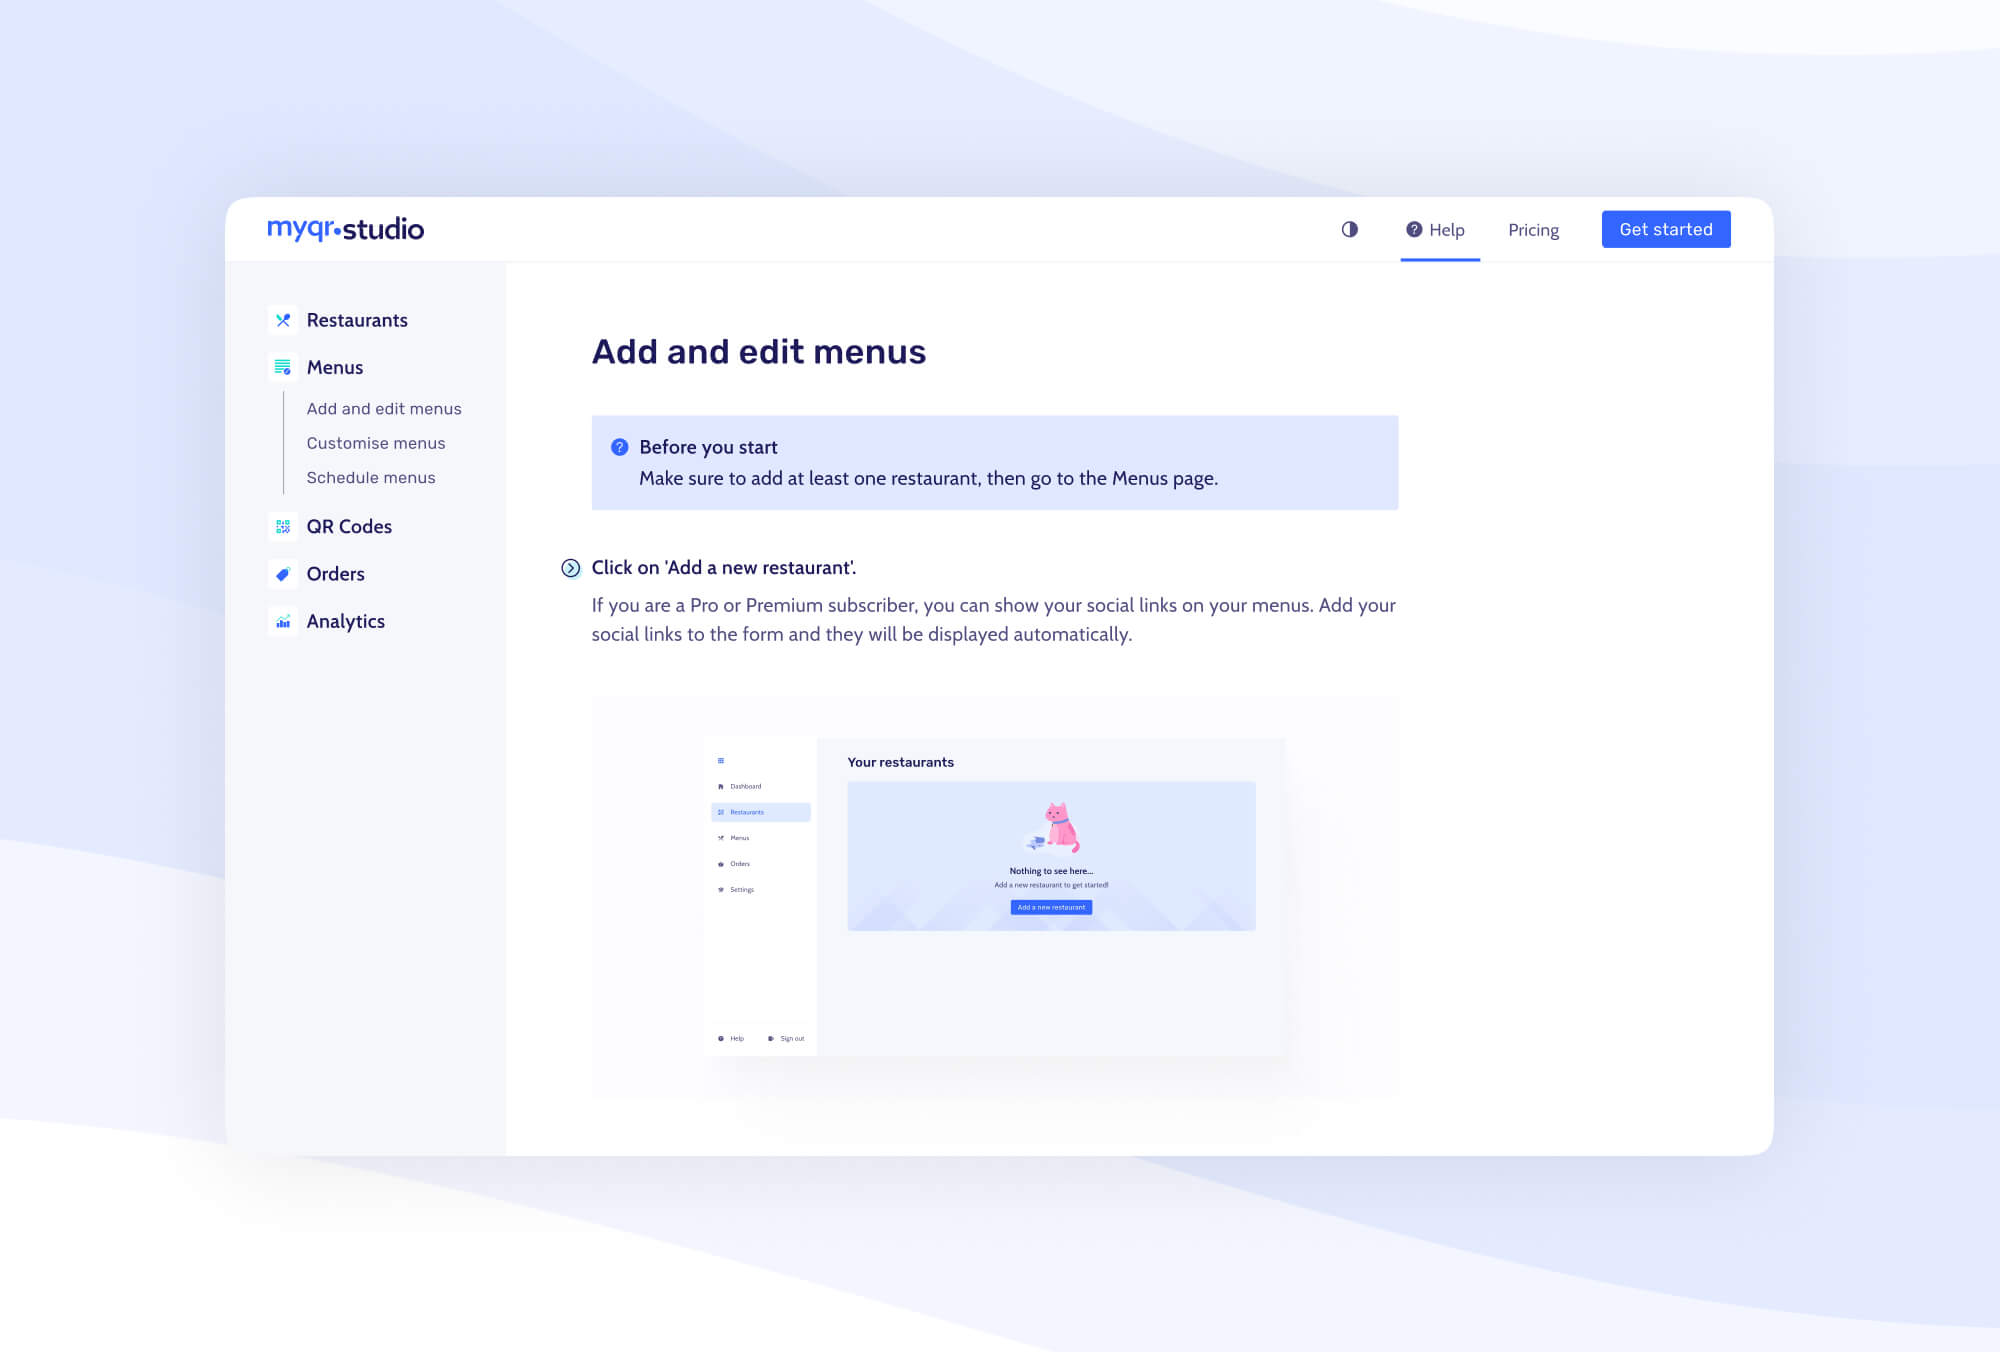 myqr.studio
Help
Pricing
Get started
Restaurants
Menus
Add and edit menus
Customise menus
Schedule menus
QR Codes
Orders
Analytics
Add and edit menus
Before you start
Make sure to add at least one restaurant, then go to the Menus page.
Click on 'Add a new restaurant'.
If you are a Pro or Premium subscriber, you can show your social links on your menus. Add your
social links to the form and they will be displayed automatically.
Dashboard
Restaurants
Menus
Orders
Settings
Help
Sign out
Your restaurants
Nothing to see here...
Add a new restaurant to get started!
Add a new restaurant